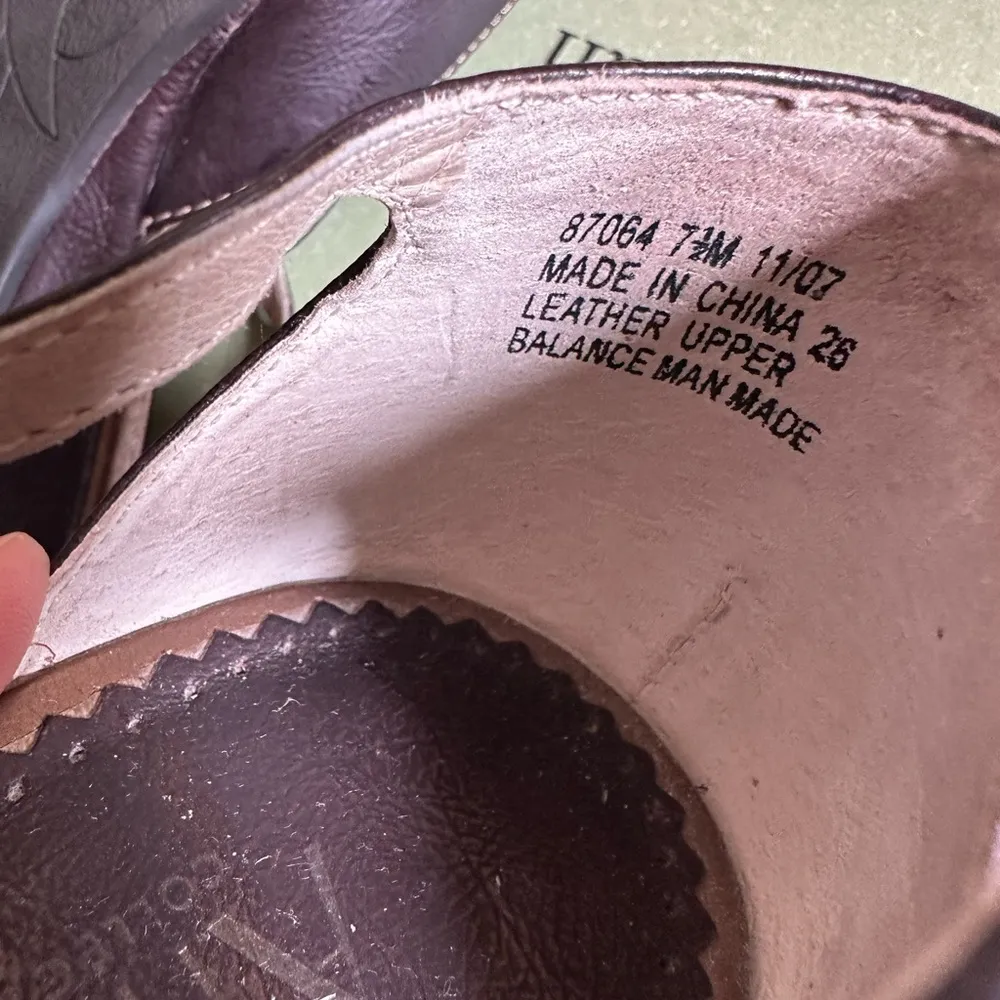 87064 7½M 11/07
MADE IN CHINA 26
LEATHER UPPER
BALANCE MAN MADE